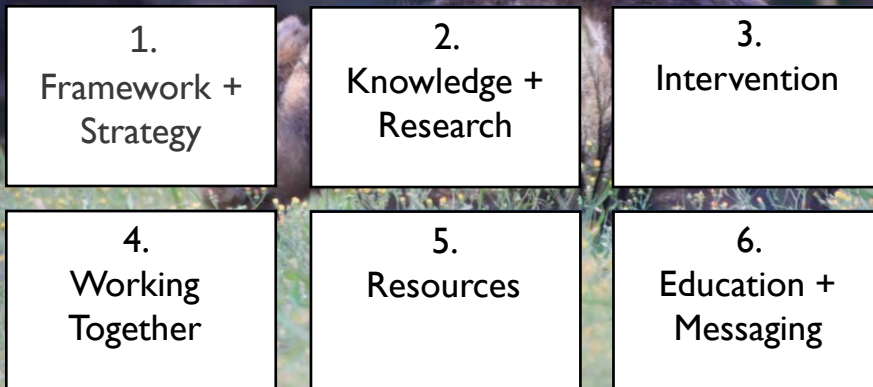 1.
Framework +
Strategy
2.
Knowledge +
Research
3.
Intervention
4.
Working
Together
5.
Resources
6.
Education +
Messaging